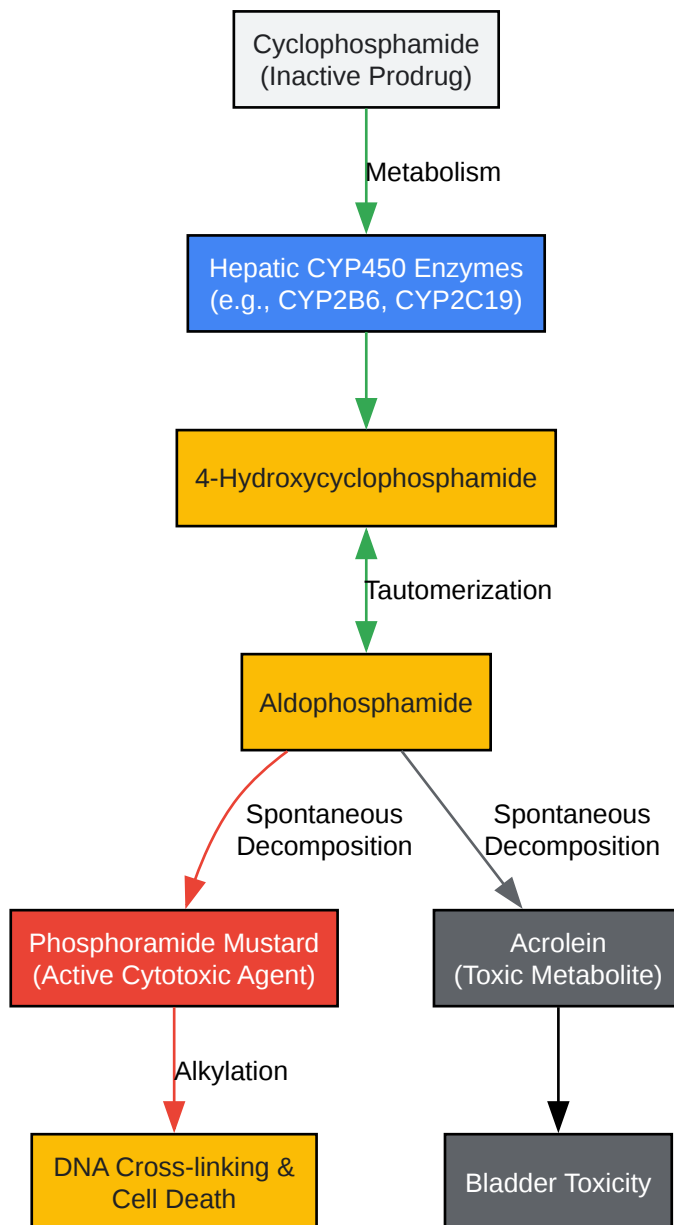 Cyclophosphamide
(Inactive Prodrug)
Metabolism
Hepatic CYP450 Enzymes
(e.g., CYP2B6, CYP2C19)
4-Hydroxycyclophosphamide
Tautomerization
Aldophosphamide
Spontaneous
Decomposition
Spontaneous
Decomposition
Phosphoramide Mustard
(Active Cytotoxic Agent)
Acrolein
(Toxic Metabolite)
Alkylation
DNA Cross-linking &
Cell Death
Bladder Toxicity